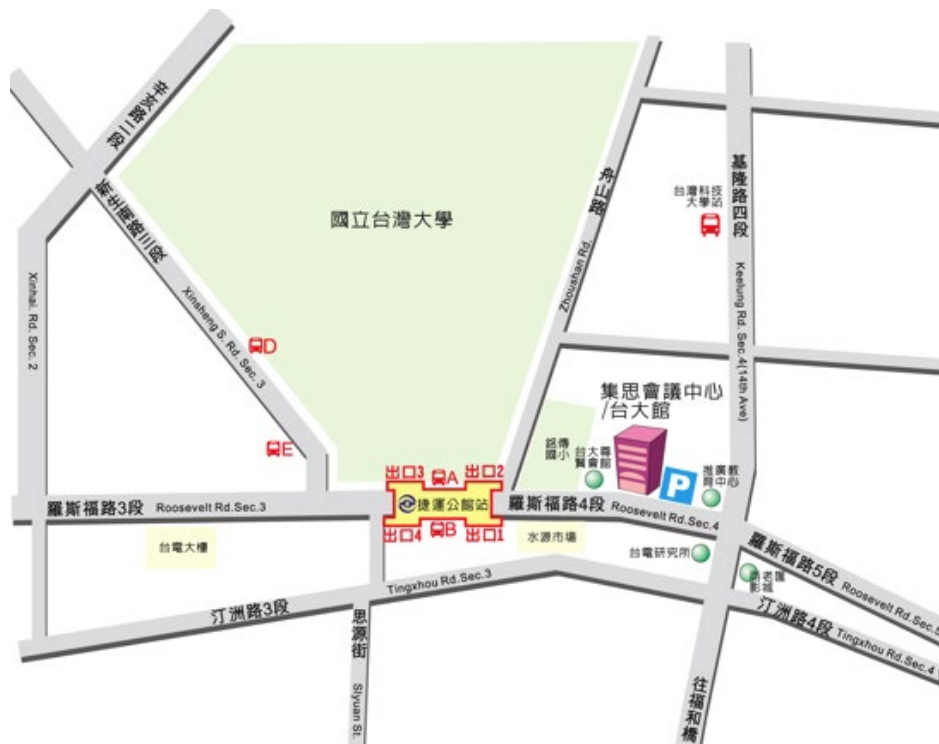 辛亥路二段
新生南路三段
國立台灣大學
舟山路
Zhoushan Rd.
台灣科技
大學站
基隆路四段
Keelung Rd. Sec.4(14th Ave)
Xinhai. Rd. Sec. 2
Xinsheng S. Rd. Sec. 3
D
E
集思會議中心
/台大館
銘傳
國小
台大尊
賢會館
P
推廣教
育中心
出口3
A
出口2
捷運公館站
出口4
B
出口1
羅斯福路3段 Roosevelt Rd.Sec.3
羅斯福路4段 Roosevelt Rd.Sec.4
台電大樓
水源市場
台電研究所
影城
羅斯福路5段 Roosevelt Rd.Sec.5
汀洲路3段
Tingxhou Rd.Sec.3
汀洲路4段 Tingxhou Rd.Sec.4
思源街
Siyuan St.
往福和橋